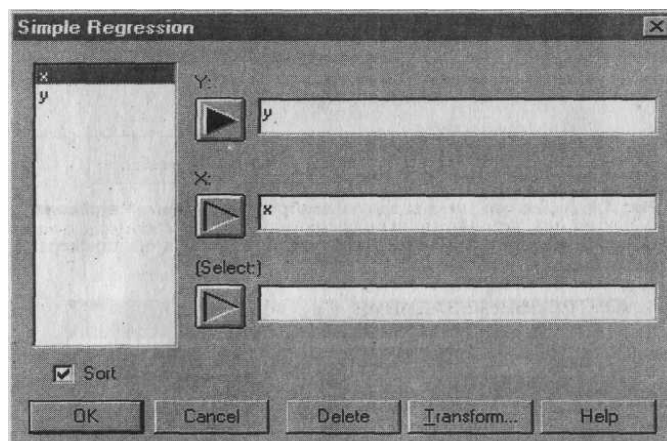 Simple Regression
x
y
Y:
y
X:
x
(Select:)
Sort
OK
Cancel
Delete
Transform...
Help